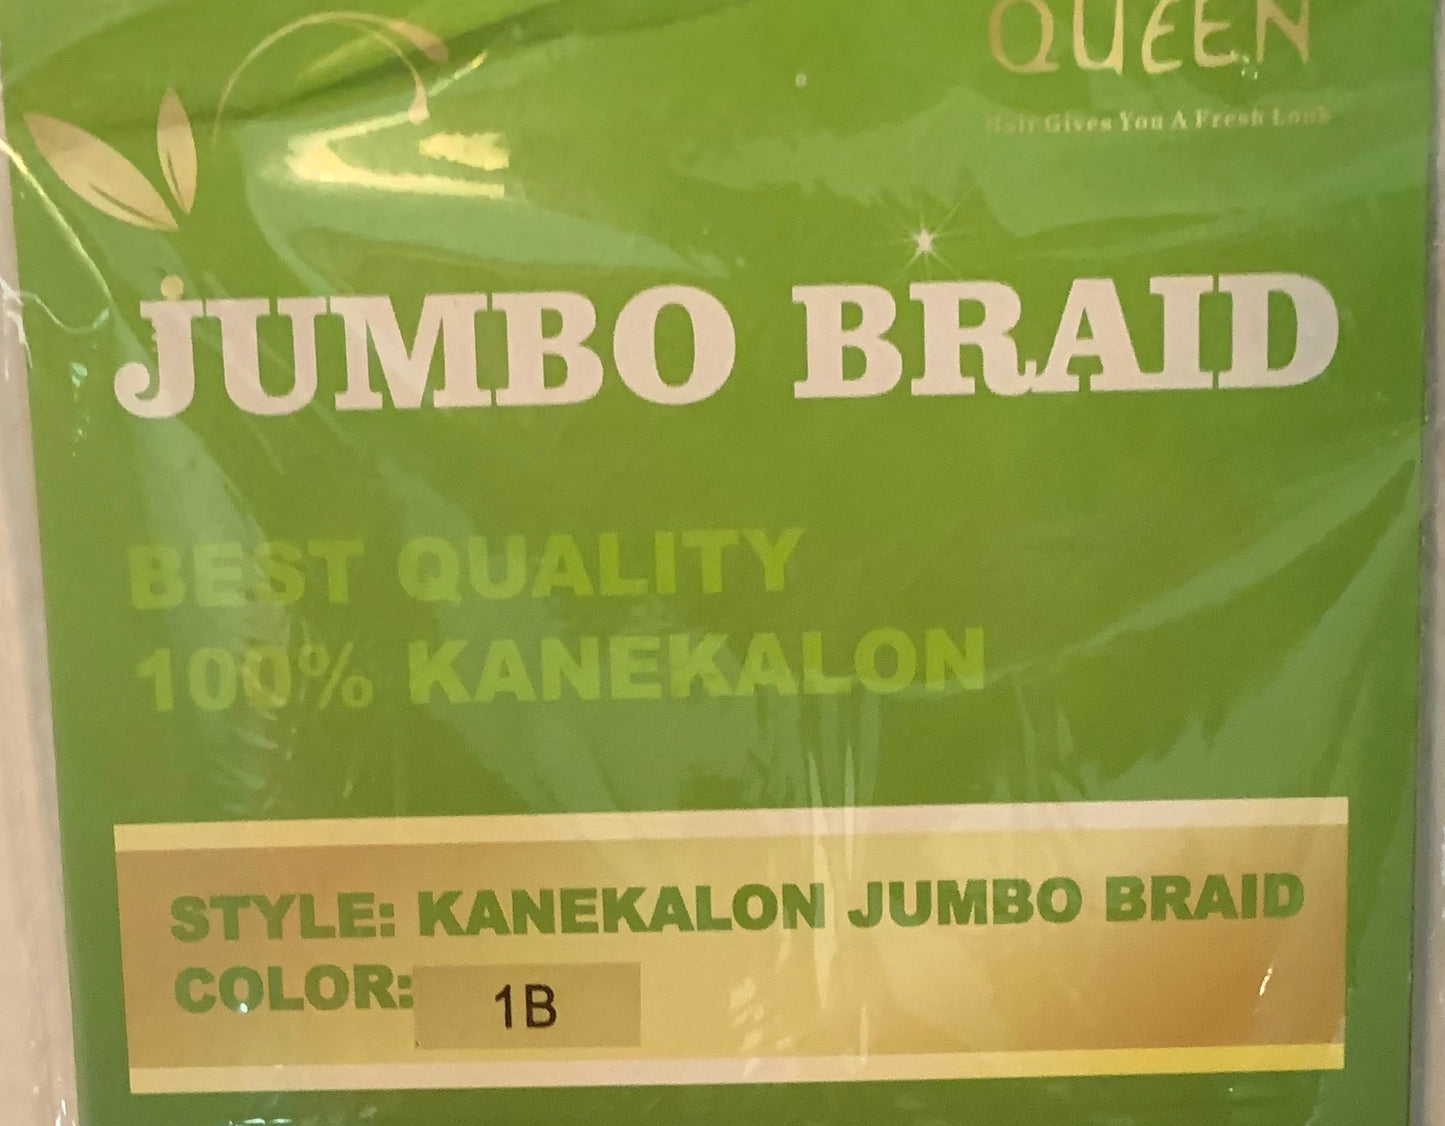 QUEEN
Hair Gives You A Fresh Look
JUMBO BRAID
BEST QUALITY
100% KANEKALON
STYLE: KANEKALON JUMBO BRAID
COLOR: 1B